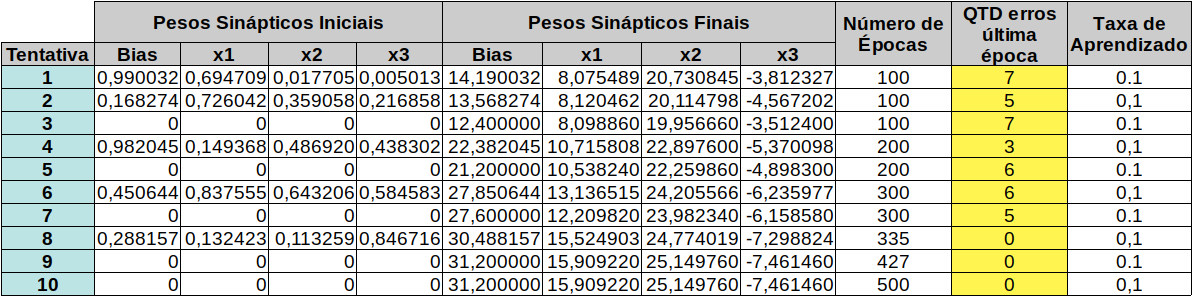 Pesos Sinápticos Iniciais Pesos Sinápticos Finais Número de Épocas QTD erros última época Taxa de Aprendizado
Tentativa Bias x1 x2 x3 Bias x1 x2 x3
1 0,990032 0,694709 0,017705 0,005013 14,190032 8,075489 20,730845 -3,812327 100 7 0.1
2 0,168274 0,726042 0,359058 0,216858 13,568274 8,120462 20,114798 -4,567202 100 5 0,1
3 0 0 0 0 12,400000 8,098860 19,956660 -3,512400 100 7 0.1
4 0,982045 0,149368 0,486920 0,438302 22,382045 10,715808 22,897600 -5,370098 200 3 0,1
5 0 0 0 0 21,200000 10,538240 22,259860 -4,898300 200 6 0.1
6 0,450644 0,837555 0,643206 0,584583 27,850644 13,136515 24,205566 -6,235977 300 6 0,1
7 0 0 0 0 27,600000 12,209820 23,982340 -6,158580 300 5 0.1
8 0,288157 0,132423 0,113259 0,846716 30,488157 15,524903 24,774019 -7,298824 335 0 0,1
9 0 0 0 0 31,200000 15,909220 25,149760 -7,461460 427 0 0.1
10 0 0 0 0 31,200000 15,909220 25,149760 -7,461460 500 0 0,1